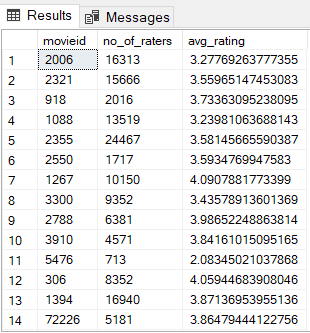 Results Messages
movieid no_of_raters avg_rating
1 2006 16313 3.27769263777355
2 2321 15666 3.55965147453083
3 918 2016 3.73363095238095
4 1088 13519 3.23981063688143
5 2355 24467 3.58145665590387
6 2550 1717 3.5934769947583
7 1267 10150 4.0907881773399
8 3300 9352 3.43578913601369
9 2788 6381 3.98652248863814
10 3910 4571 3.84161015095165
11 5476 713 2.08345021037868
12 306 8352 4.05944683908046
13 1394 16940 3.87136953955136
14 72226 5181 3.86479444122756